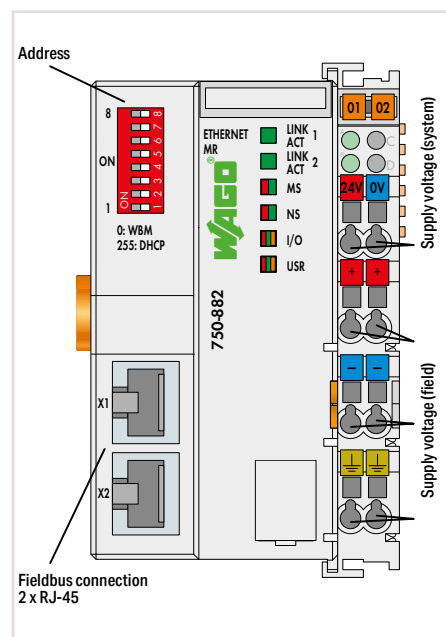 Address
8
ON
1
ON
1 2 3 4 5 6 7 8
0: WBM
255: DHCP
ETHERNET
MR
LINK 1
ACT
LINK 2
ACT
MS
NS
I/O
USR
WAGO®
750-882
X1
X2
01 02
C
D
24V 0V
+ +
− −
Supply voltage (system)
Supply voltage (field)
Fieldbus connection
2 x RJ-45